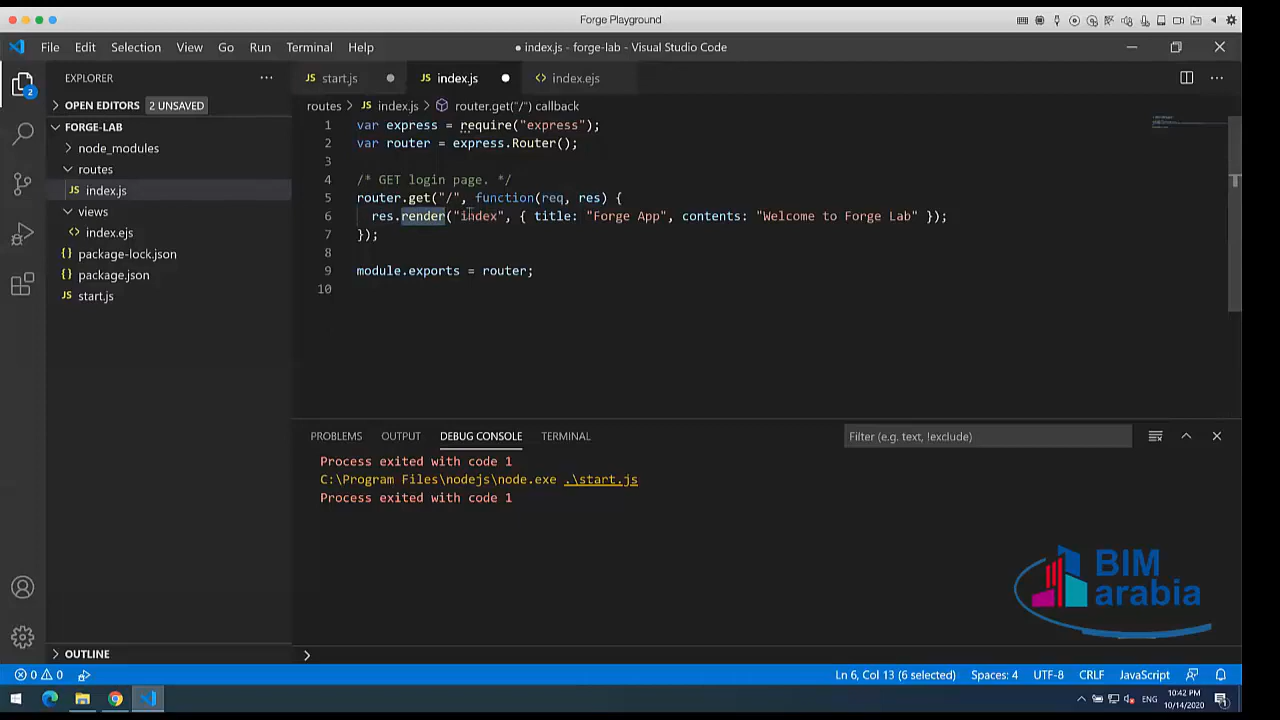 Forge Playground
File Edit Selection View Go Run Terminal Help
● index.js - forge-lab - Visual Studio Code
EXPLORER
OPEN EDITORS 2 UNSAVED
FORGE-LAB
node_modules
routes
JS index.js
views
<> index.ejs
package-lock.json
package.json
JS start.js
OUTLINE
2
JS start.js
JS index.js
<> index.ejs
routes > JS index.js > router.get("/") callback
1 var express = require("express");
2 var router = express.Router();
3
4 /* GET login page. */
5 router.get("/", function(req, res) {
6 res.render("index", { title: "Forge App", contents: "Welcome to Forge Lab" });
7 });
8
9 module.exports = router;
10
PROBLEMS OUTPUT DEBUG CONSOLE TERMINAL
Filter (e.g. text, !exclude)
Process exited with code 1
C:\Program Files\nodejs\node.exe .\start.js
Process exited with code 1
BIM
arabia
0 0 Ln 6, Col 13 (6 selected) Spaces: 4 UTF-8 CRLF JavaScript
ENG
10:42 PM
10/14/2020
1